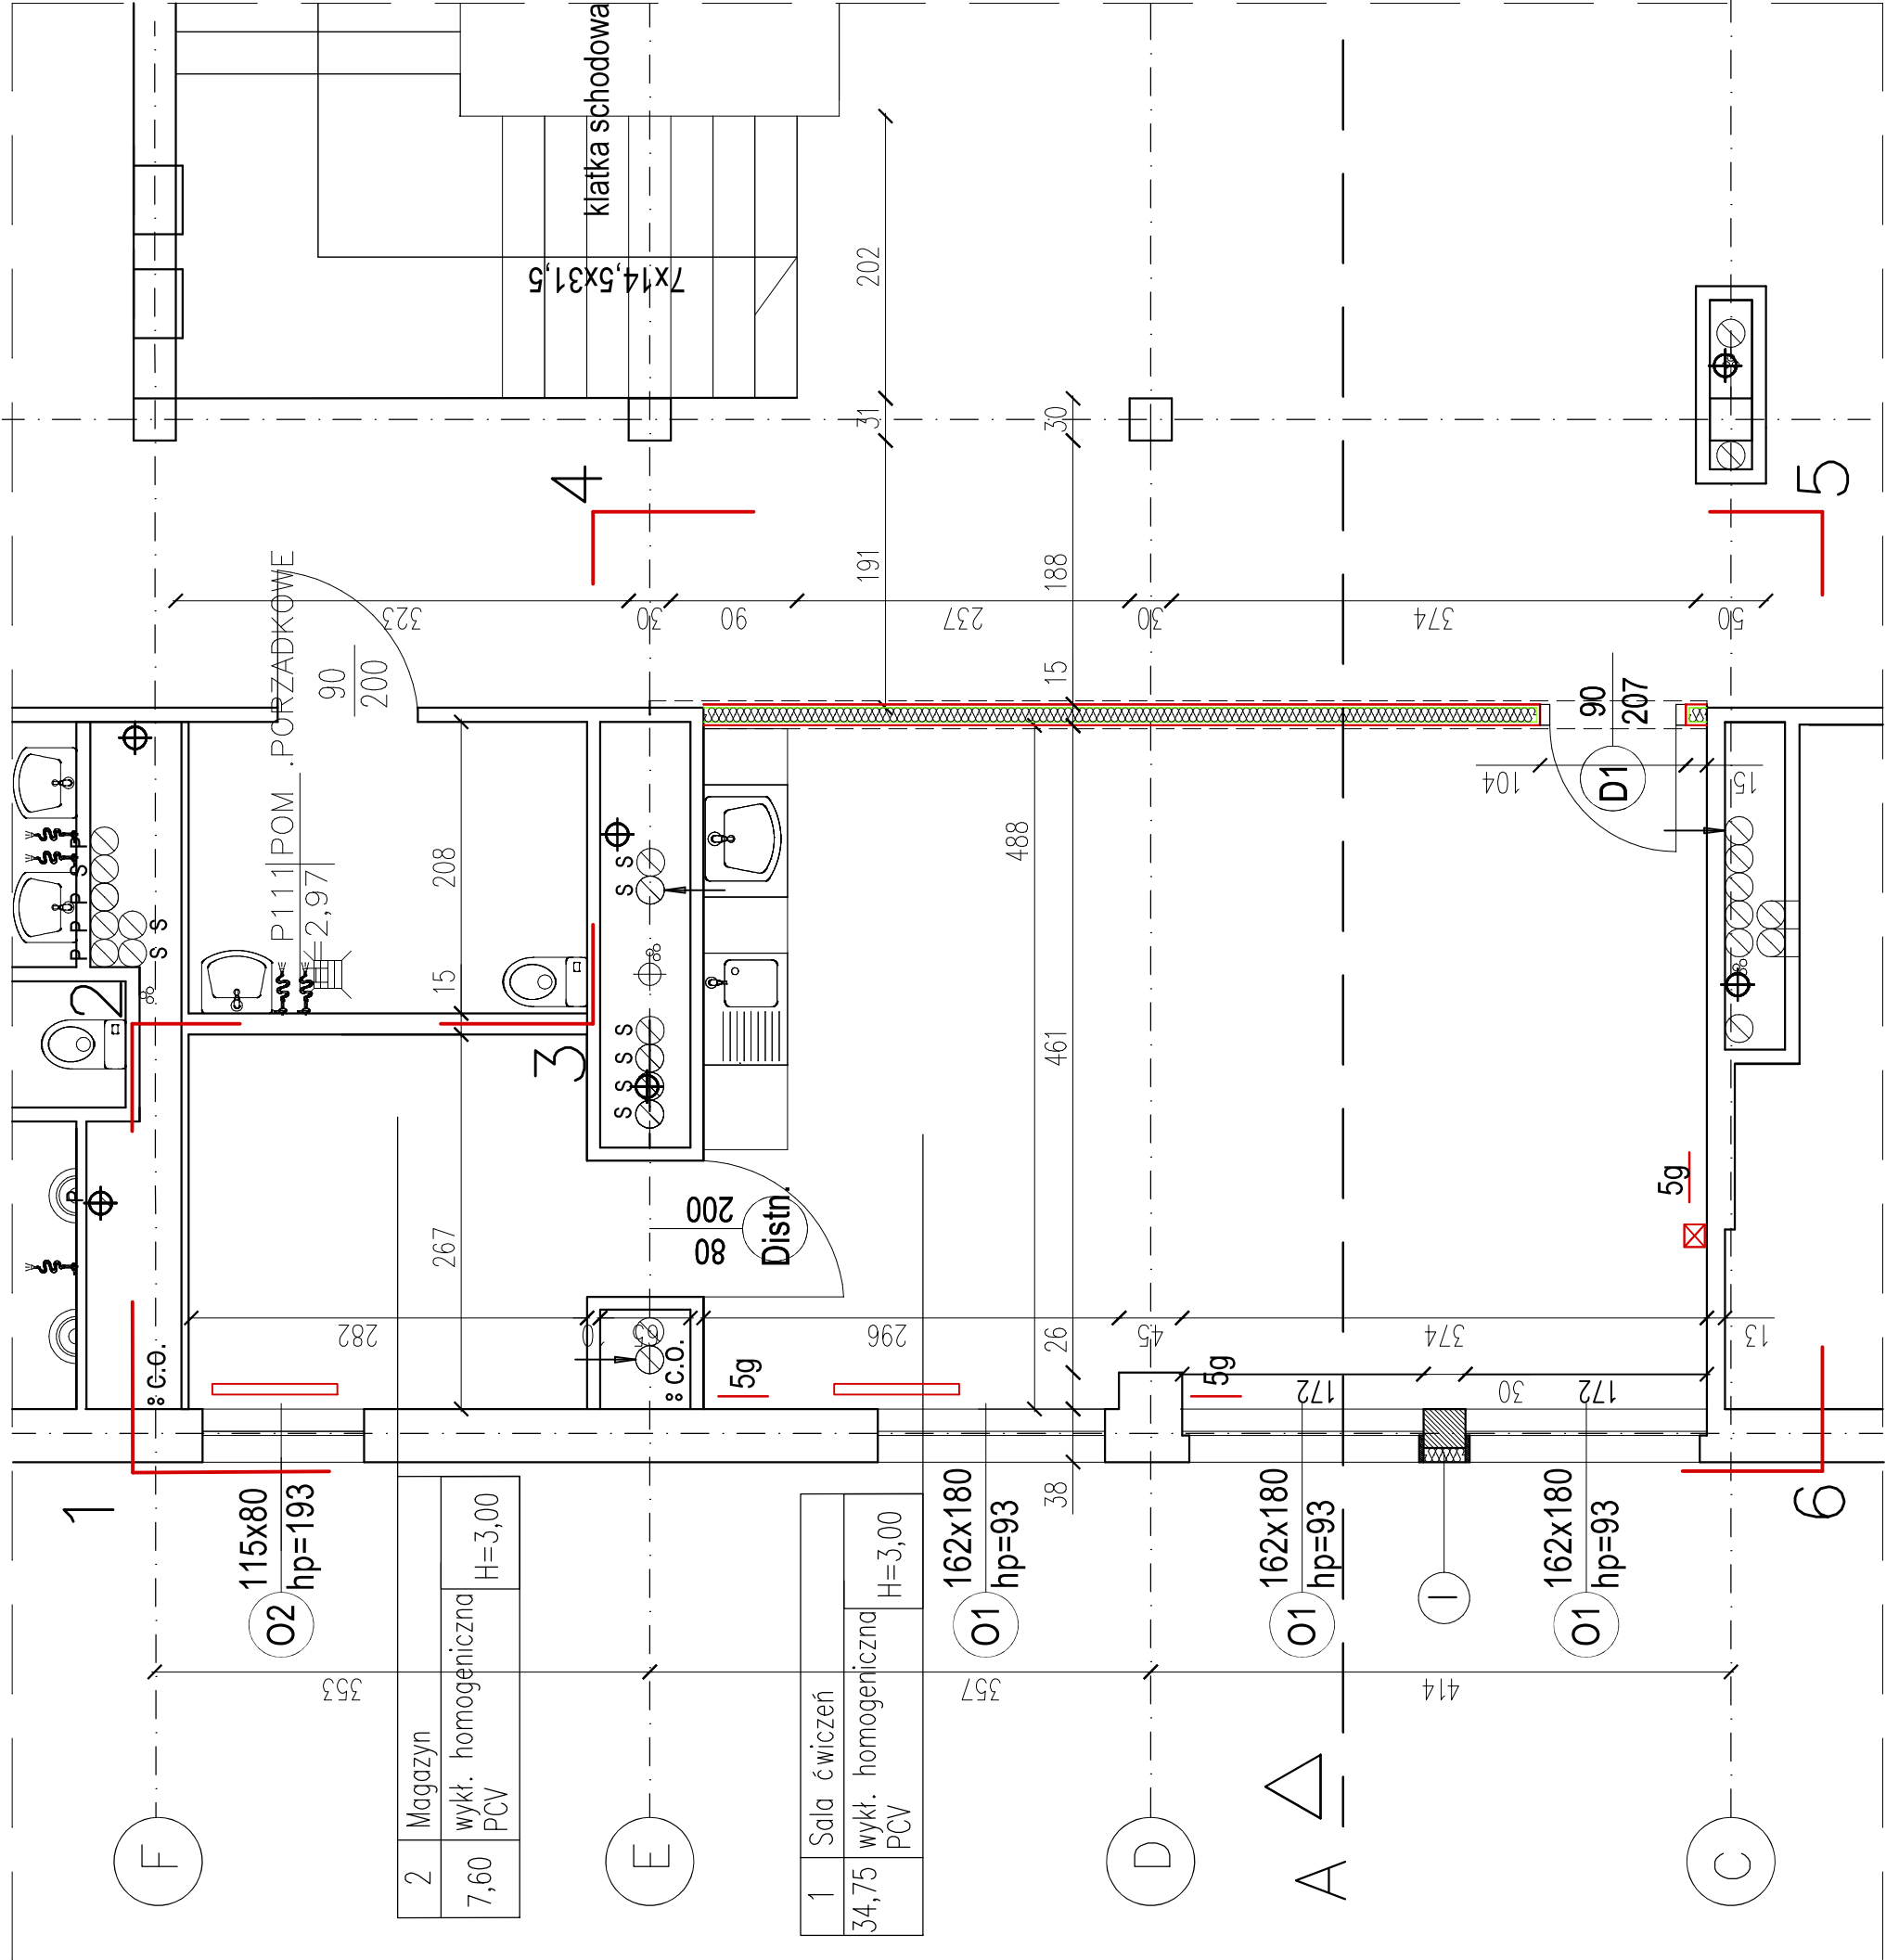 klatka schodowa
7x14,5x31,5
202
31
30
191
188
15
4
5
323
30
90
237
30
374
50
P111
POM .PORZADKOWE
=2,97
90
200
90
207
D1
104
15
208
15
267
488
461
26
38
2
3
P P P S P
S S
S S
S S S S
P
80
200
Distn.
282
10
65
296
45
374
13
172
30
172
c.o.
c.o.
5g
5g
5g
1
6
115x80
hp=193
O2
162x180
hp=93
O1
162x180
hp=93
O1
162x180
hp=93
O1
I
353
357
414
2 Magazyn
7,60 wykł. homogeniczna
PCV
H=3,00
1 Sala ćwiczeń
34,75 wykł. homogeniczna
PCV
H=3,00
A
F
E
D
C